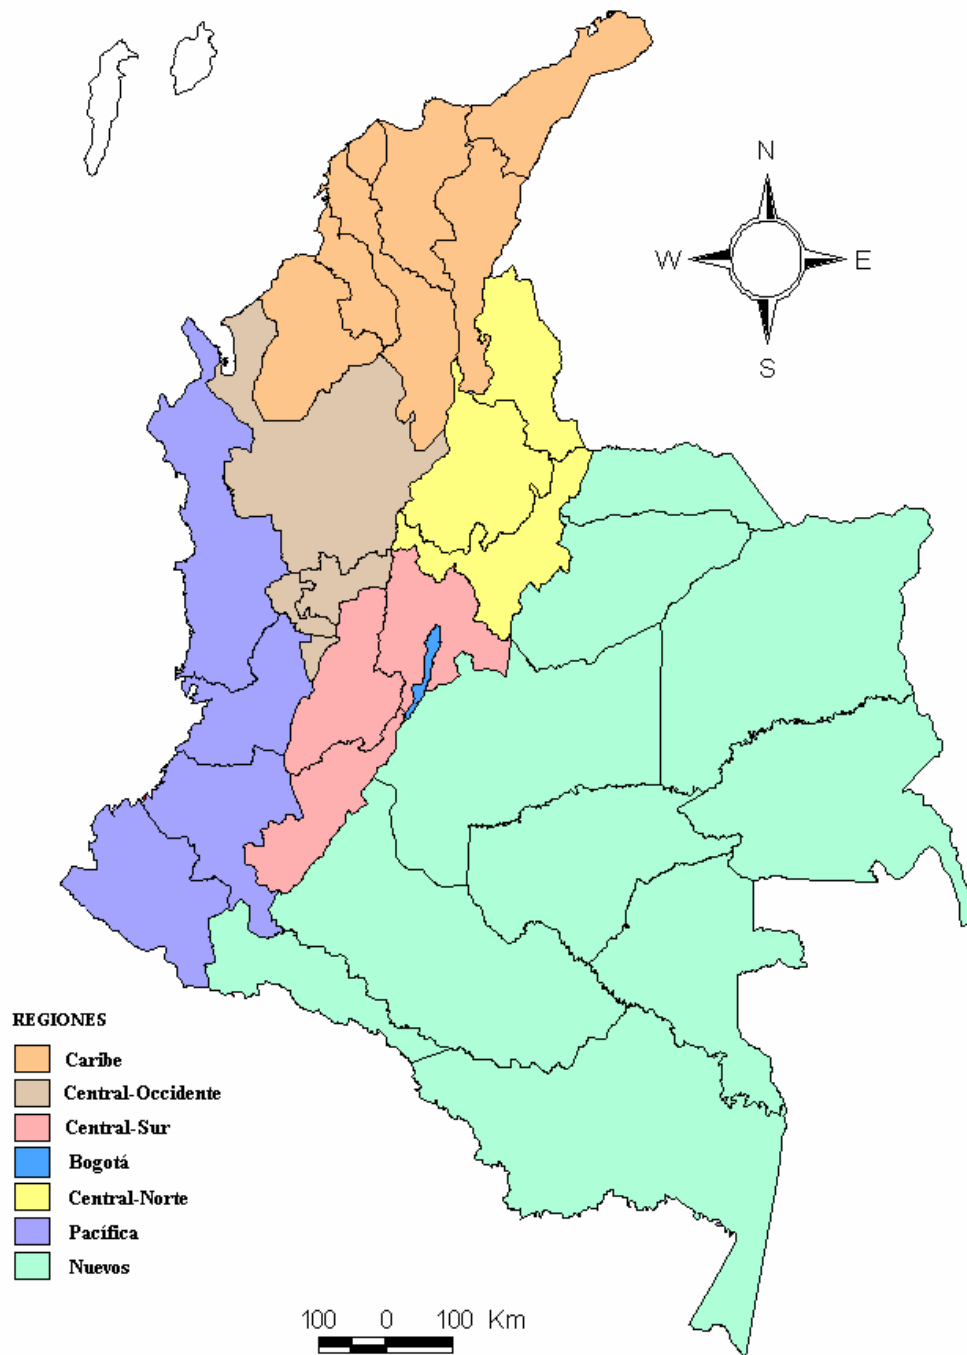 N
W E
S
REGIONES
Caribe
Central-Occidente
Central-Sur
Bogotá
Central-Norte
Pacífica
Nuevos
100 0 100 Km